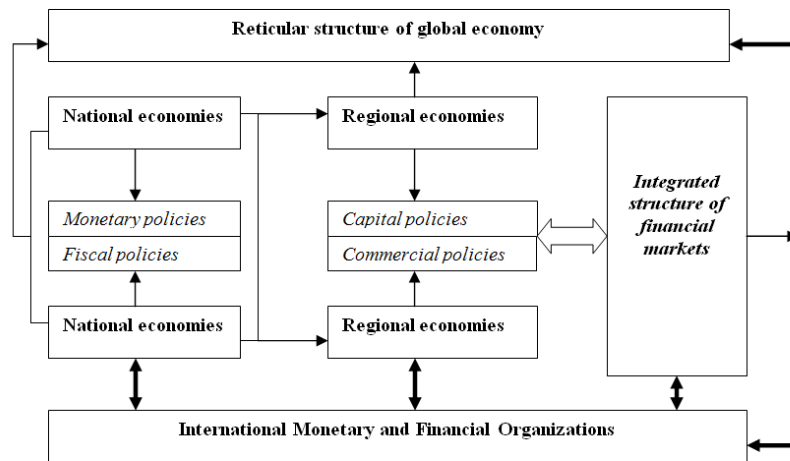 Reticular structure of global economy
National economies
Regional economies
Integrated
structure of
financial
markets
Monetary policies
Fiscal policies
Capital policies
Commercial policies
National economies
Regional economies
International Monetary and Financial Organizations